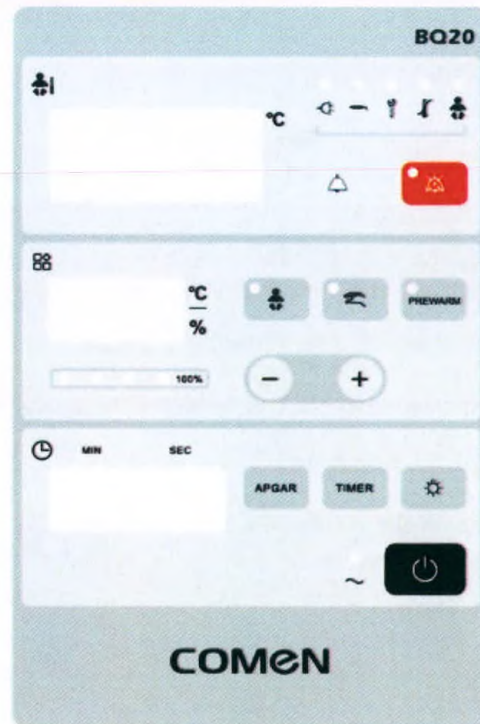 BQ20
°C
°C
%
PREWARM
100%
MIN SEC
APGAR TIMER
COMEN